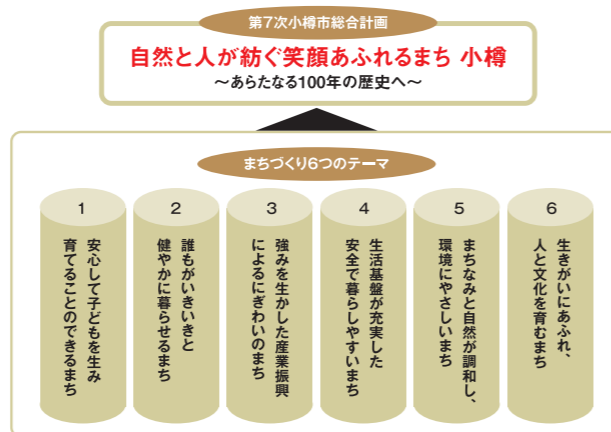 第7次小樽市総合計画
自然と人が紡ぐ笑顔あふれるまち 小樽
～あらたなる100年の歴史へ～
まちづくり6つのテーマ
1
安心して子どもを生み
育てることのできるまち
2
誰もがいきいきと
健やかに暮らせるまち
3
強みを生かした産業振興
によるにぎわいのまち
4
生活基盤が充実した
安全で暮らしやすいまち
5
まちなみと自然が調和し、
環境にやさしいまち
6
生きがいにあふれ、
人と文化を育むまち